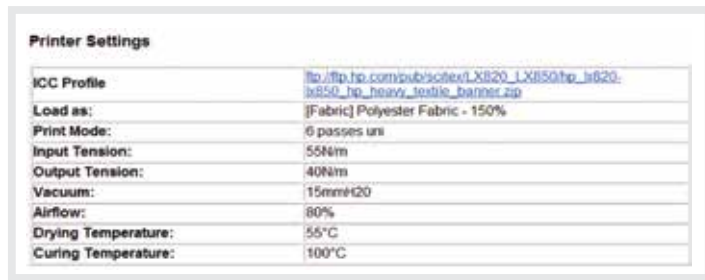 Printer Settings
ICC Profile ftp://ftp.hp.com/pub/scitex/LX820_LX850/hp_lx820-
lx850_hp_heavy_textile_banner.zip
Load as: [Fabric] Polyester Fabric - 150%
Print Mode: 6 passes uni
Input Tension: 55N/m
Output Tension: 40N/m
Vacuum: 15mmH20
Airflow: 80%
Drying Temperature: 55°C
Curing Temperature: 100°C